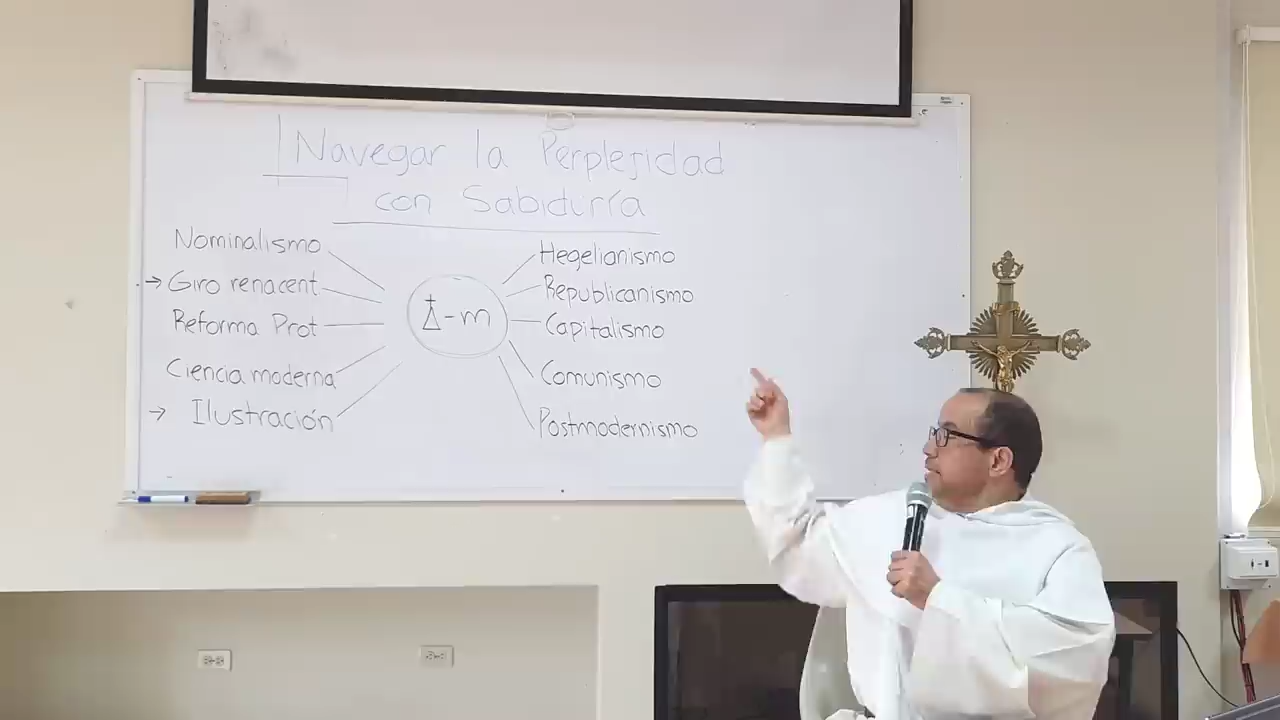 Navegar la Perplejidad
con Sabiduría
Nominalismo
→ Giro renacent
Reforma Prot
Ciencia moderna
→ Ilustración
-m
Hegelianismo
Republicanismo
Capitalismo
Comunismo
Postmodernismo